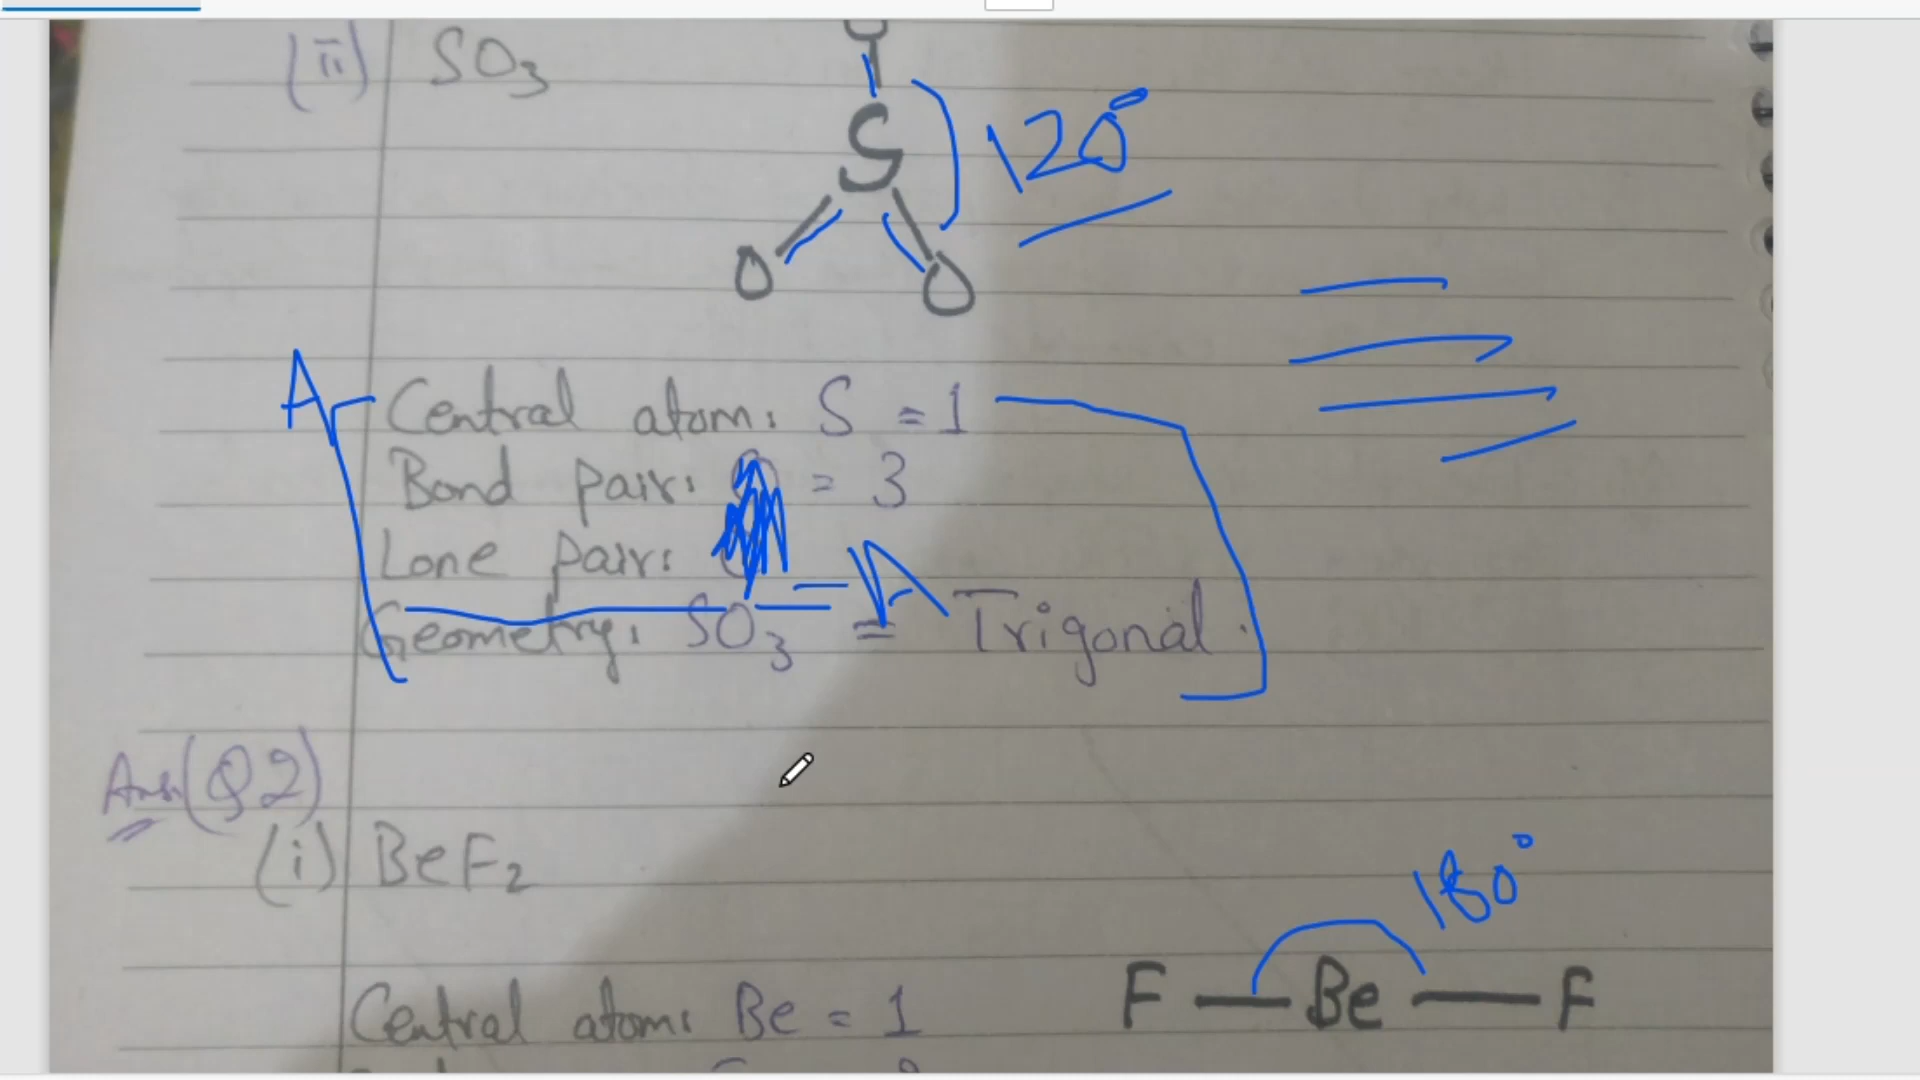 (ii) SO₃
O
S 120°
O O
A Central atom: S = 1
Bond pair: = 3
Lone pair:
A
Geometry: SO₃ = Trigonal.
Ans (Q2)
(i) BeF₂
180°
F — Be — F
Central atom: Be = 1